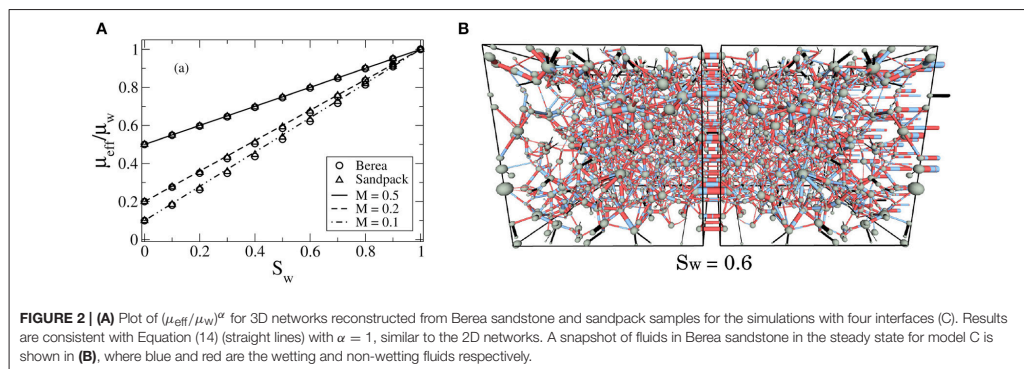 A
B
(a)
1
0.8
0.6
0.4
0.2
0
μeff/μw
Berea
Sandpack
M = 0.5
M = 0.2
M = 0.1
0 0.2 0.4 0.6 0.8 1
Sw
Sw = 0.6
FIGURE 2 | (A) Plot of (μeff/μw)^α for 3D networks reconstructed from Berea sandstone and sandpack samples for the simulations with four interfaces (C). Results
are consistent with Equation (14) (straight lines) with α = 1, similar to the 2D networks. A snapshot of fluids in Berea sandstone in the steady state for model C is
shown in (B), where blue and red are the wetting and non-wetting fluids respectively.